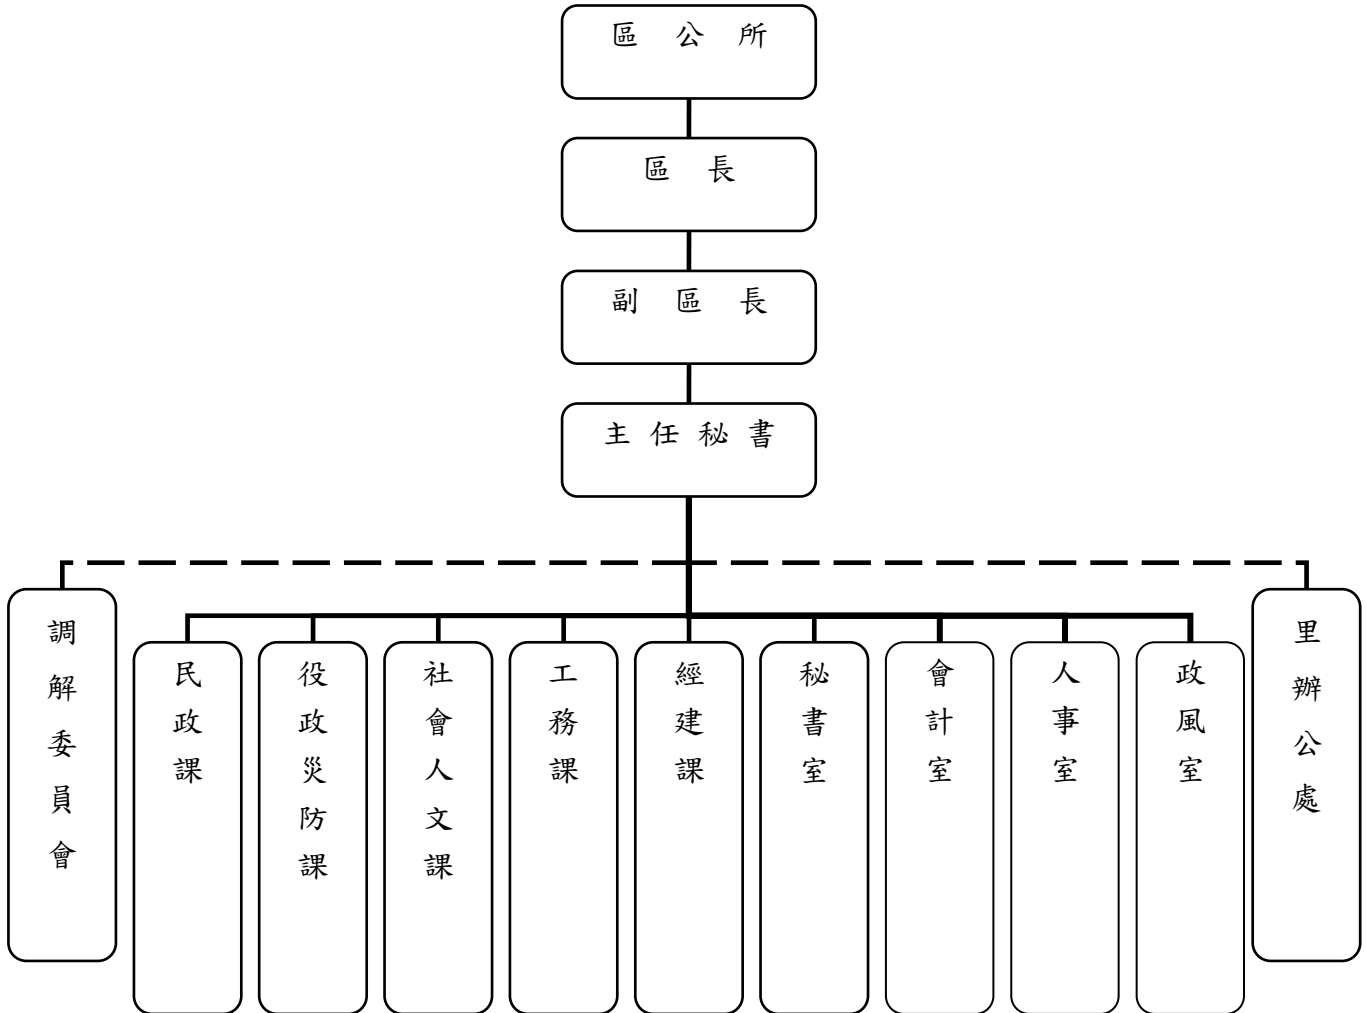 區公所
區長
副區長
主任秘書
調解委員會
民政課
役政災防課
社會人文課
工務課
經建課
秘書室
會計室
人事室
政風室
里辦公處